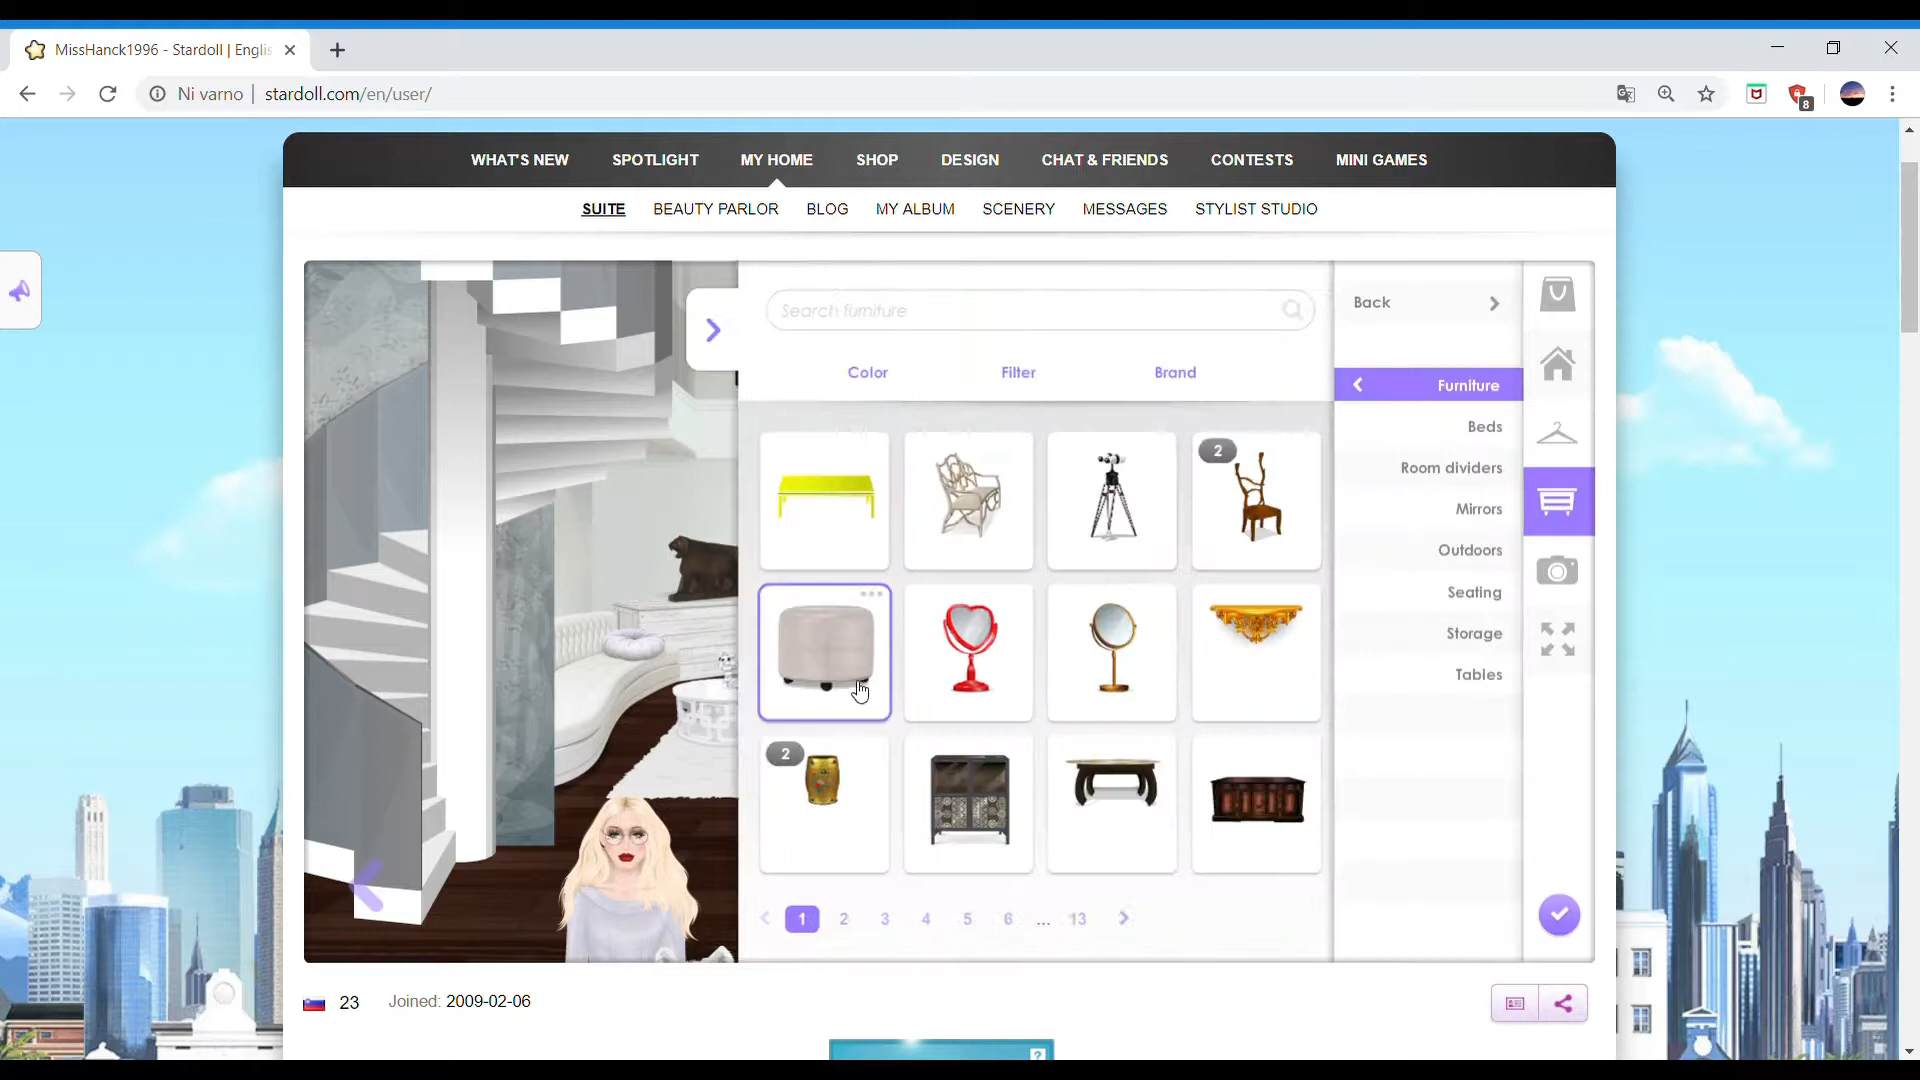 MissHanck1996 - Stardoll | Englis
Ni varno | stardoll.com/en/user/
8
WHAT'S NEW SPOTLIGHT MY HOME SHOP DESIGN CHAT & FRIENDS CONTESTS MINI GAMES
SUITE BEAUTY PARLOR BLOG MY ALBUM SCENERY MESSAGES STYLIST STUDIO
Search furniture
Back
Color Filter Brand
Furniture
Beds
Room dividers
Mirrors
Outdoors
Seating
Storage
Tables
2
2
1 2 3 4 5 6 ... 13
23 Joined: 2009-02-06
?